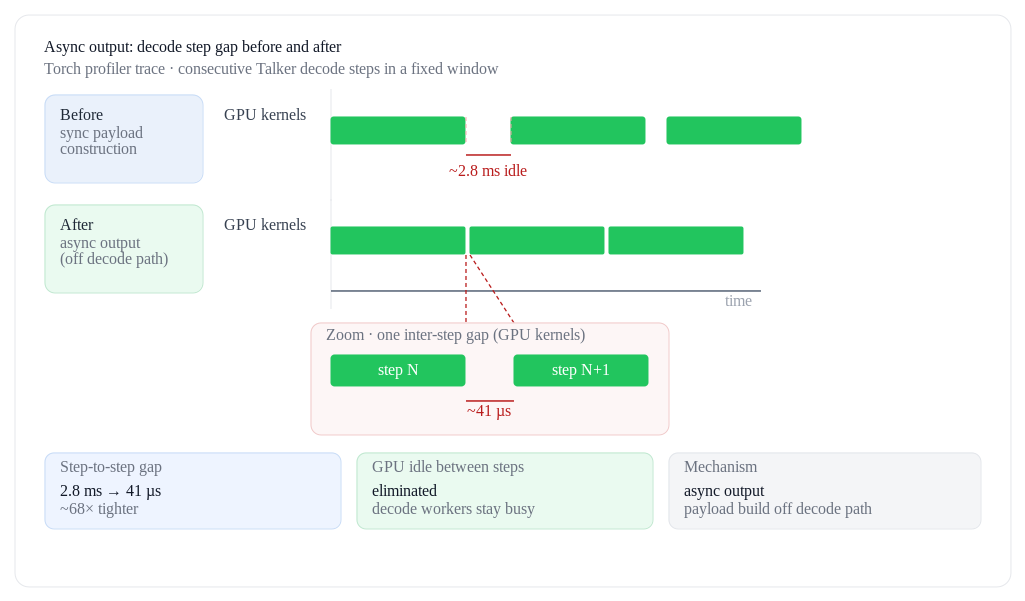 Async output: decode step gap before and after
Torch profiler trace · consecutive Talker decode steps in a fixed window
Before
sync payload
construction
GPU kernels
~2.8 ms idle
After
async output
(off decode path)
GPU kernels
time
Zoom · one inter-step gap (GPU kernels)
step N
step N+1
~41 µs
Step-to-step gap
2.8 ms → 41 µs
~68× tighter
GPU idle between steps
eliminated
decode workers stay busy
Mechanism
async output
payload build off decode path